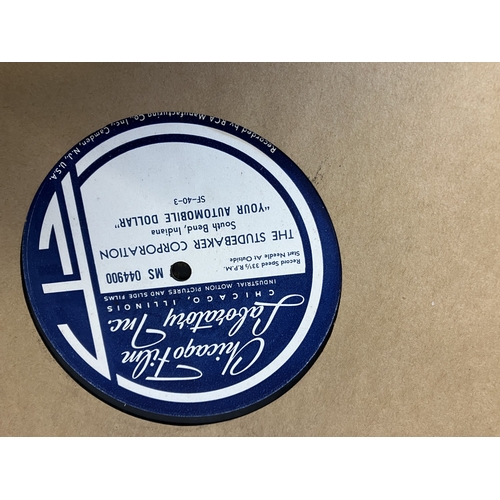 Chicago Film
Laboratory Inc.
CHICAGO, ILLINOIS
INDUSTRIAL MOTION PICTURES AND SLIDE FILMS
Record Speed 33⅓ R.P.M.
Start Needle At Outside
MS 044900
THE STUDEBAKER CORPORATION
South Bend, Indiana
"YOUR AUTOMOBILE DOLLAR"
SF-40-3
Recorded by RCA Manufacturing Co., Inc., Camden, N.J., U.S.A.